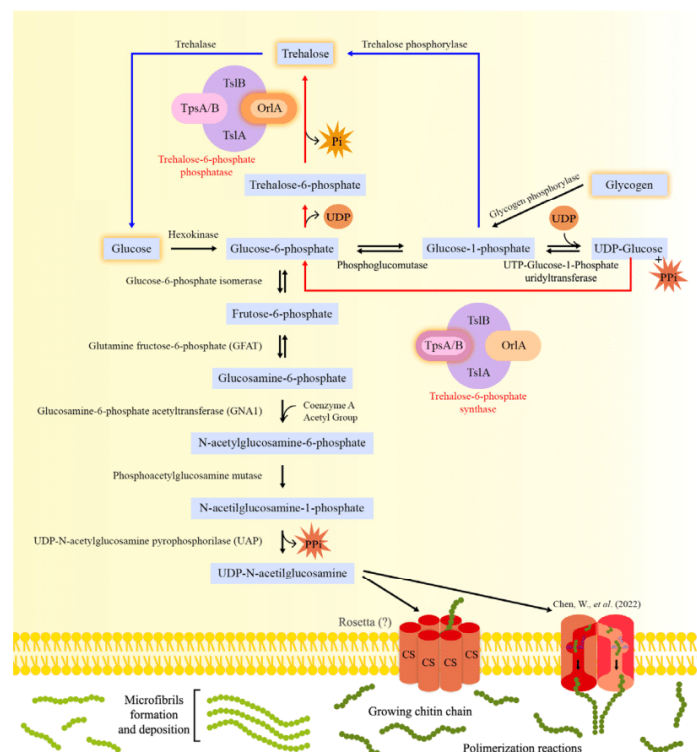 Trehalase
Trehalose
Trehalose phosphorylase
TslB
TpsA/B
OrlA
TslA
Pi
Trehalose-6-phosphate
phosphatase
Trehalose-6-phosphate
Glycogen phosphorylase
Glycogen
UDP
UDP
Glucose
Hexokinase
Glucose-6-phosphate
Phosphoglucomutase
Glucose-1-phosphate
UTP-Glucose-1-Phosphate
uridyltransferase
UDP-Glucose
+
PPi
Glucose-6-phosphate isomerase
Frutose-6-phosphate
TslB
TpsA/B
OrlA
TslA
Trehalose-6-phosphate
synthase
Glutamine fructose-6-phosphate (GFAT)
Glucosamine-6-phosphate
Glucosamine-6-phosphate acetyltransferase (GNA1)
Coenzyme A
Acetyl Group
N-acetylglucosamine-6-phosphate
Phosphoacetylglucosamine mutase
N-acetilglucosamine-1-phosphate
UDP-N-acetylglucosamine pyrophosphorilase (UAP)
PPi
UDP-N-acetilglucosamine
Chen, W., et al. (2022)
Rosetta (?)
CS
CS
CS
CS
Microfibrils
formation
and deposition
Growing chitin chain
Polimerization reactions